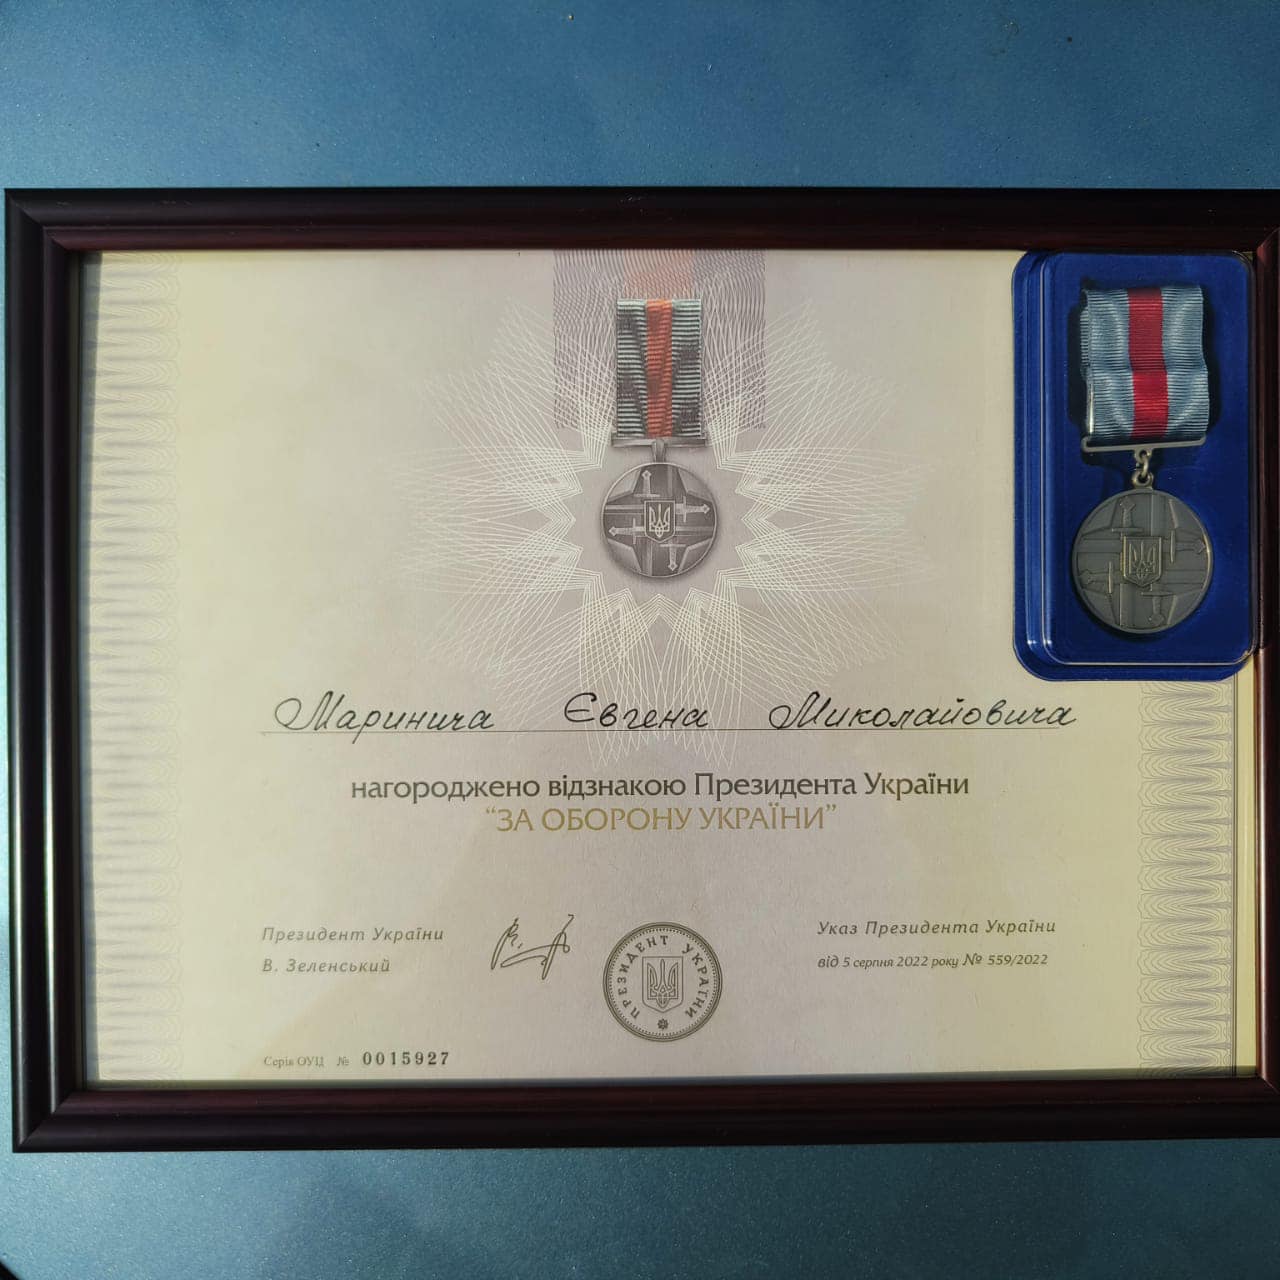 Маринича Євгена Миколайовича
нагороджено відзнакою Президента України
“ЗА ОБОРОНУ УКРАЇНИ”
Президент України
В. Зеленський
ПРЕЗИДЕНТ УКРАЇНИ
Указ Президента України
від 5 серпня 2022 року № 559/2022
Серія ОУЦ № 0015927